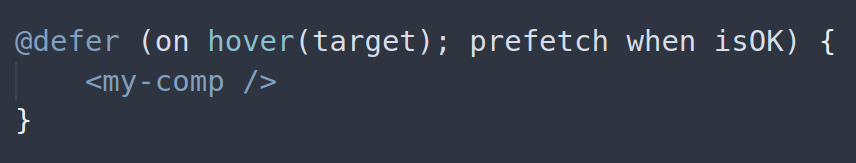 @defer (on hover(target); prefetch when isOK) {
    <my-comp />
}